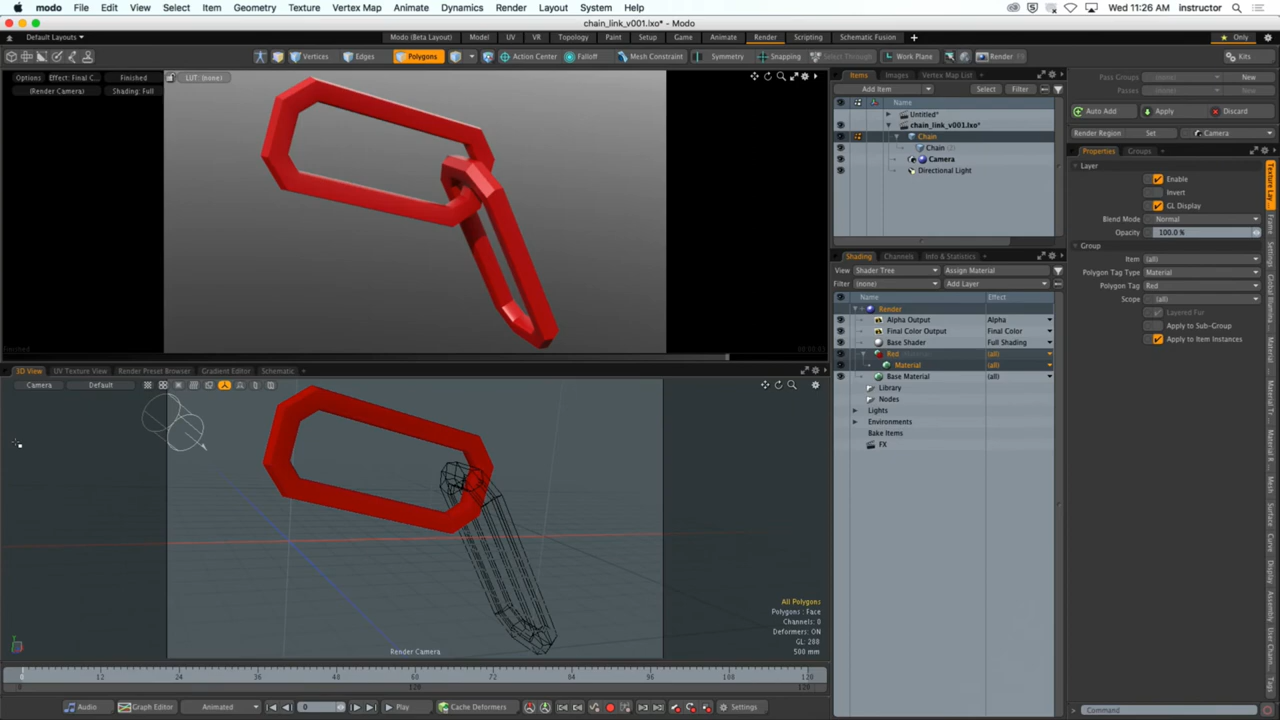 modo File Edit View Select Item Geometry Texture Vertex Map Animate Dynamics Render Layout System Help Wed 11:26 AM instructor
chain_link_v001.lxo* - Modo
Default Layouts Modo (Beta Layout) Model UV Topology Paint Setup Game Animate Render Scripting Schematic Fusion Only
Vertices Edges Polygons Action Center Falloff Mesh Constraint Symmetry Select Through Work Plane Render Kits
Options Effect: Final C... Finished LUT: (none)
(Render Camera) Shading: Full
Finished
Items Images Vertex Map List
Add Item Select Filter
Name
Untitled*
chain_link_v001.lxo*
Chain
Chain
Camera
Directional Light
Pass Groups (none) New
Passes (none) New
Auto Add Apply Discard
Render Region Set Camera
Properties Groups
Layer
Enable
Invert
GL Display
Blend Mode Normal
Opacity 100.0 %
Group
Item (all)
Polygon Tag Type Material
Polygon Tag Red
Scope (all)
Layered Fur
Apply to Sub-Group
Apply to Item Instances
Shading Channels Info & Statistics
View Shader Tree Assign Material
Filter (none) Add Layer
Name Effect
Render
Alpha Output Alpha
Final Color Output Final Color
Base Shader Full Shading
Red (all)
Material (all)
Base Material (all)
Library
Nodes
Lights
Environments
Bake Items
FX
3D View UV Texture View Render Preset Browser Gradient Editor Schematic
Camera Default
All Polygons
Polygons : Face
Channels: 0
Deformers: ON
GL: 288
500 mm
Render Camera
0 12 24 36 48 60 72 84 96 108 120
0 120 120
Audio Graph Editor Animated 0 Play Cache Deformers Settings
Command